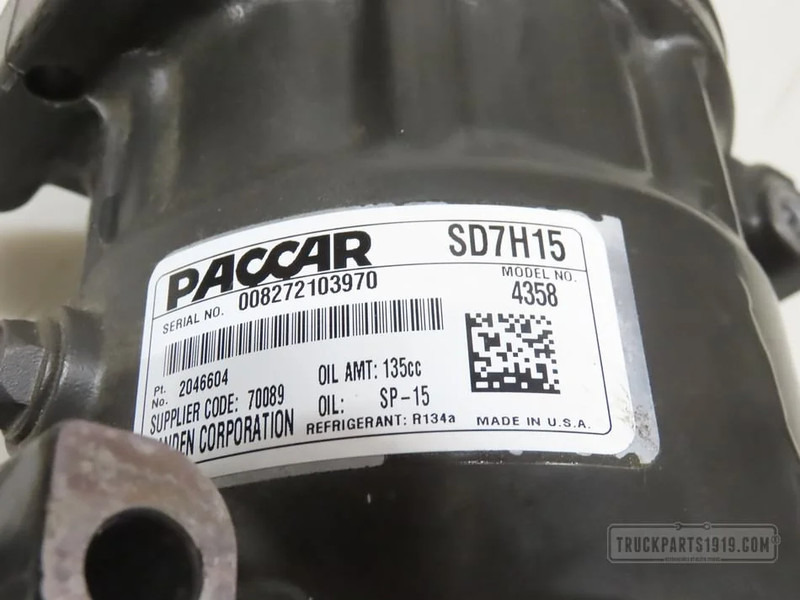 PACCAR
SD7H15
SERIAL NO. 008272103970
MODEL NO.
4358
Pt. No. 2046604
OIL AMT: 135cc
SUPPLIER CODE: 70089
OIL: SP-15
ANDEN CORPORATION
REFRIGERANT: R134a
MADE IN U.S.A.
TRUCKPARTS1919.COM